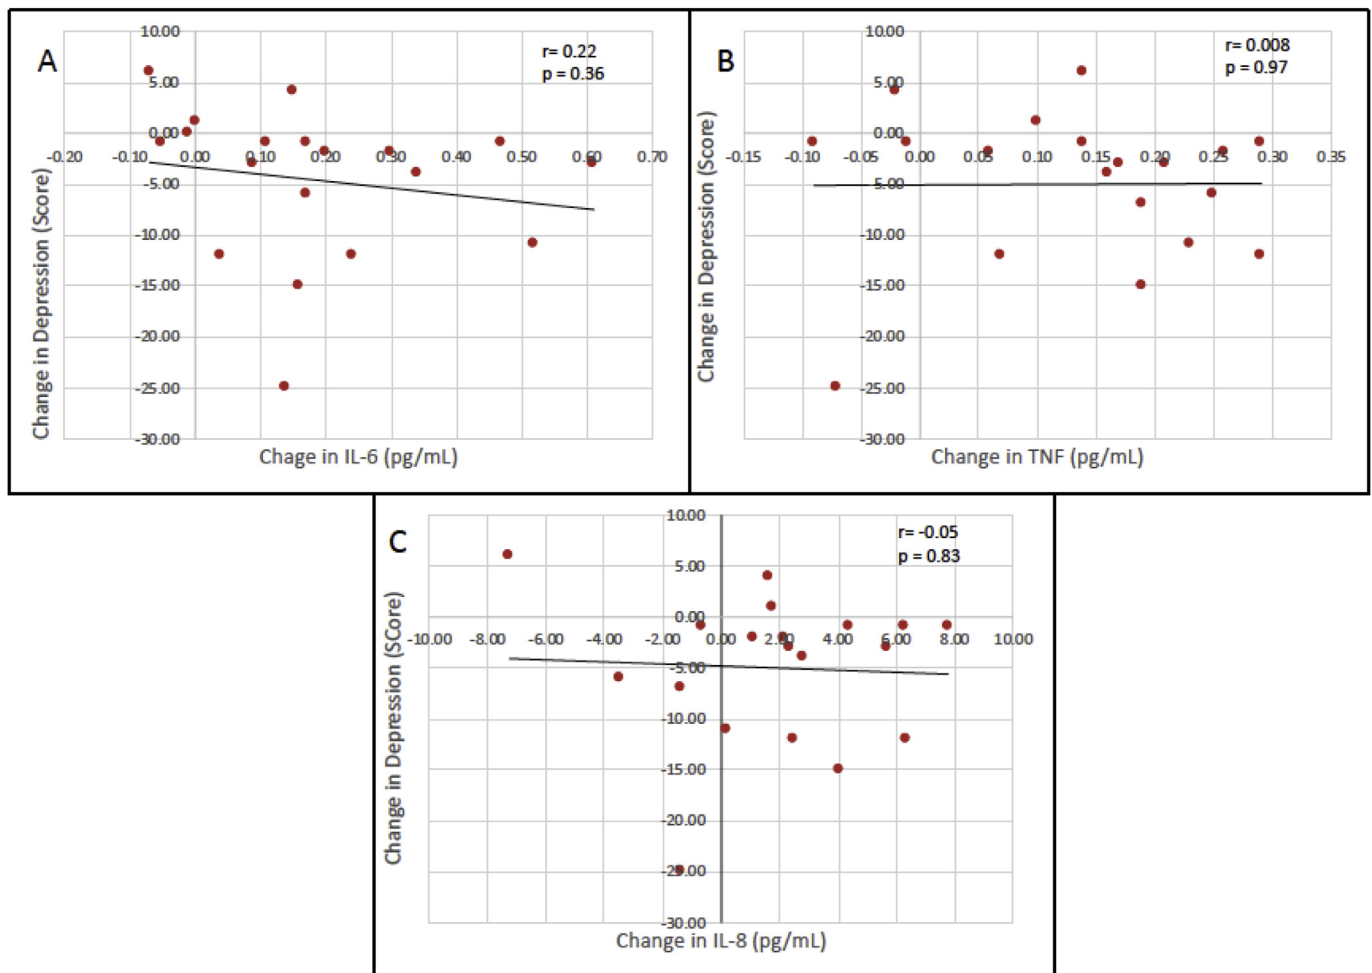 A
r= 0.22
p = 0.36
10.00
5.00
0.00
-5.00
-10.00
-15.00
-20.00
-25.00
-30.00
-0.20 -0.10 0.00 0.10 0.20 0.30 0.40 0.50 0.60 0.70
Change in Depression (Score)
Chage in IL-6 (pg/mL)
B
r= 0.008
p = 0.97
10.00
5.00
0.00
-5.00
-10.00
-15.00
-20.00
-25.00
-30.00
-0.15 -0.10 -0.05 0.00 0.05 0.10 0.15 0.20 0.25 0.30 0.35
Change in Depression (Score)
Change in TNF (pg/mL)
C
r= -0.05
p = 0.83
10.00
5.00
0.00
-5.00
-10.00
-15.00
-20.00
-25.00
-30.00
-10.00 -8.00 -6.00 -4.00 -2.00 0.00 2.00 4.00 6.00 8.00 10.00
Change in Depression (SCore)
Change in IL-8 (pg/mL)